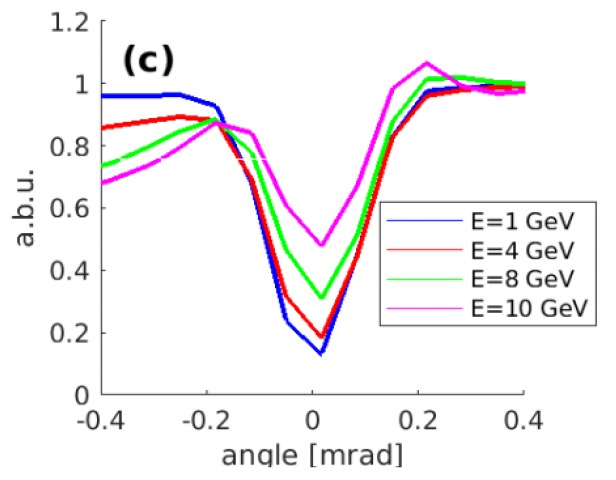 (c)
1.2
1
0.8
0.6
0.4
0.2
0
a.b.u.
-0.4
-0.2
0
0.2
0.4
angle [mrad]
E=1 GeV
E=4 GeV
E=8 GeV
E=10 GeV